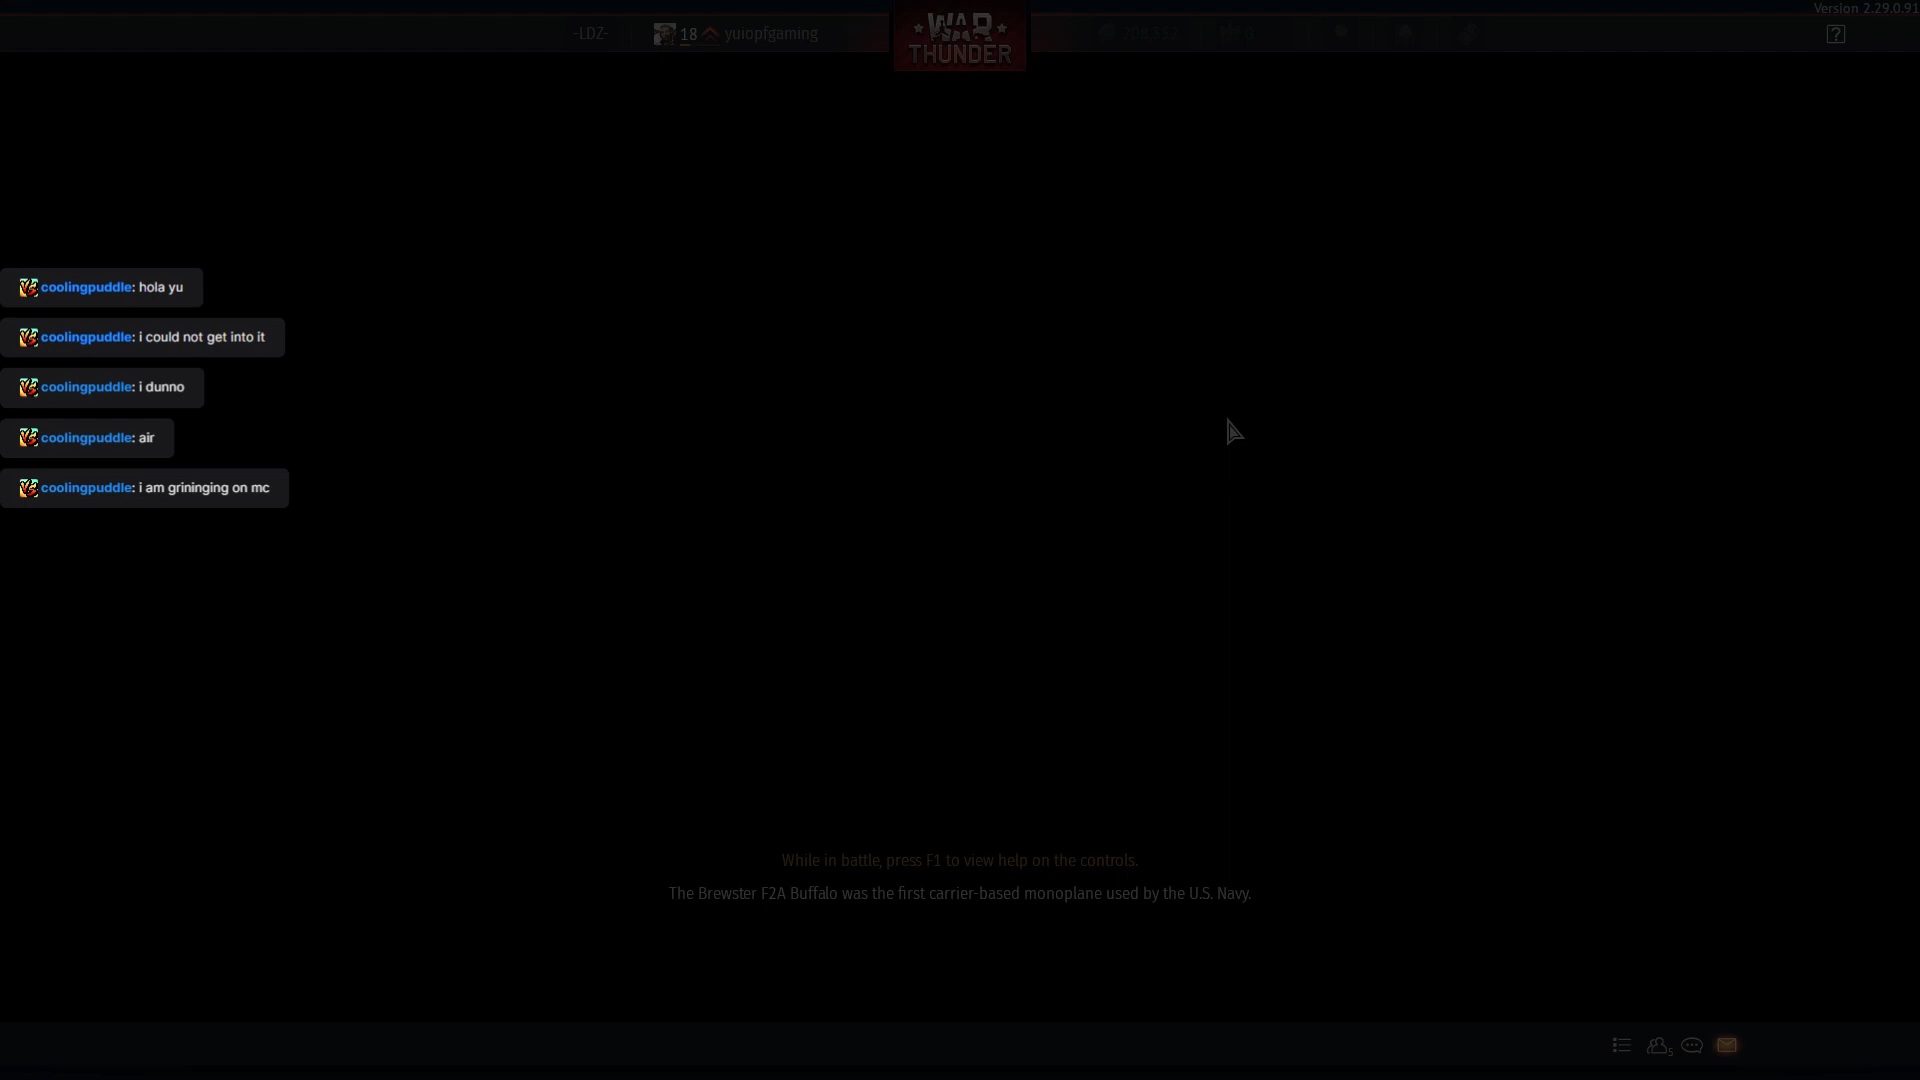 Version 2.29.0.91
-LDZ-
18
yuiopfgaming
WAR
THUNDER
?
coolingpuddle: hola yu
coolingpuddle: i could not get into it
coolingpuddle: i dunno
coolingpuddle: air
coolingpuddle: i am grininging on mc
While in battle, press F1 to view help on the controls.
The Brewster F2A Buffalo was the first carrier-based monoplane used by the U.S. Navy.
5